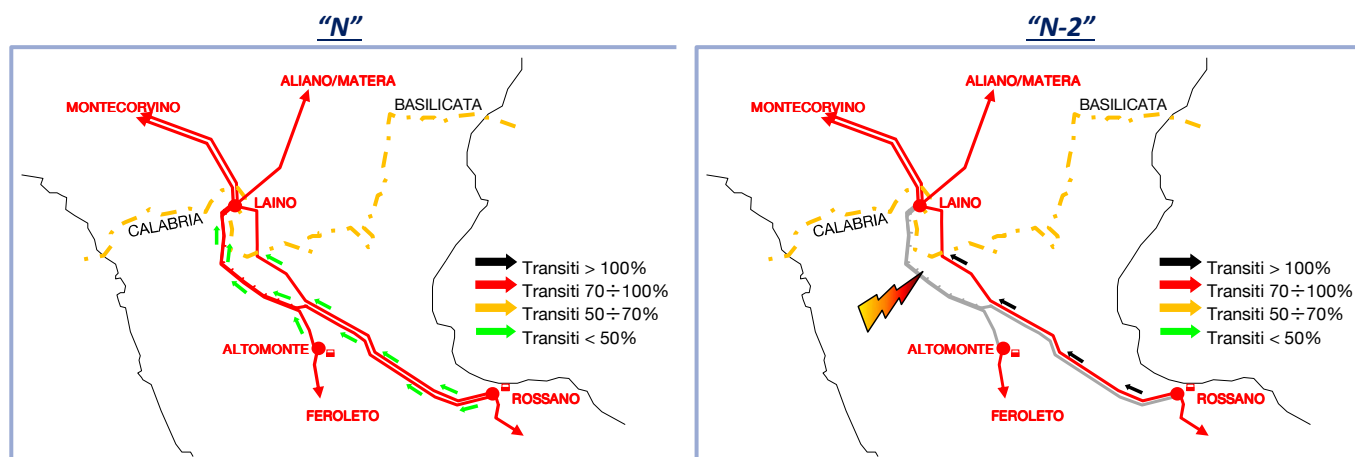 “N”
ALIANO/MATERA
MONTECORVINO
BASILICATA
LAINO
CALABRIA
Transiti > 100%
Transiti 70÷100%
Transiti 50÷70%
Transiti < 50%
ALTOMONTE
ROSSANO
FEROLETO
“N-2”
ALIANO/MATERA
MONTECORVINO
BASILICATA
LAINO
CALABRIA
Transiti > 100%
Transiti 70÷100%
Transiti 50÷70%
Transiti < 50%
ALTOMONTE
ROSSANO
FEROLETO